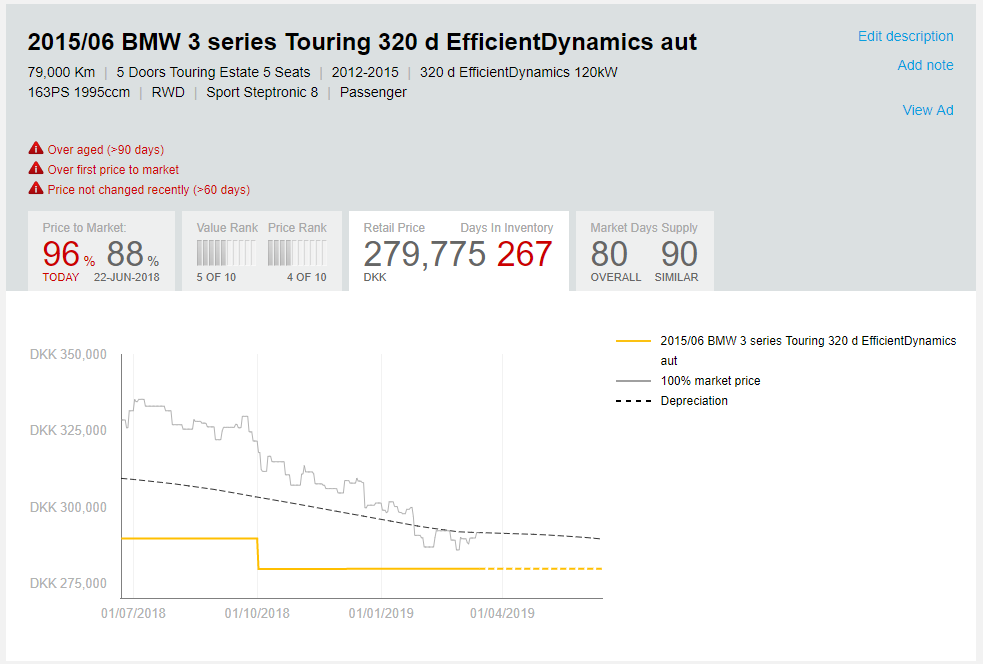 2015/06 BMW 3 series Touring 320 d EfficientDynamics aut
Edit description
79,000 Km | 5 Doors Touring Estate 5 Seats | 2012-2015 | 320 d EfficientDynamics 120kW
Add note
163PS 1995ccm | RWD | Sport Steptronic 8 | Passenger
View Ad
Over aged (>90 days)
Over first price to market
Price not changed recently (>60 days)
Price to Market:
96 % 88 %
TODAY 22-JUN-2018
Value Rank Price Rank
5 OF 10 4 OF 10
Retail Price Days In Inventory
279,775 267
DKK
Market Days Supply
80 90
OVERALL SIMILAR
2015/06 BMW 3 series Touring 320 d EfficientDynamics
aut
100% market price
Depreciation
DKK 350,000
DKK 325,000
DKK 300,000
DKK 275,000
01/07/2018 01/10/2018 01/01/2019 01/04/2019